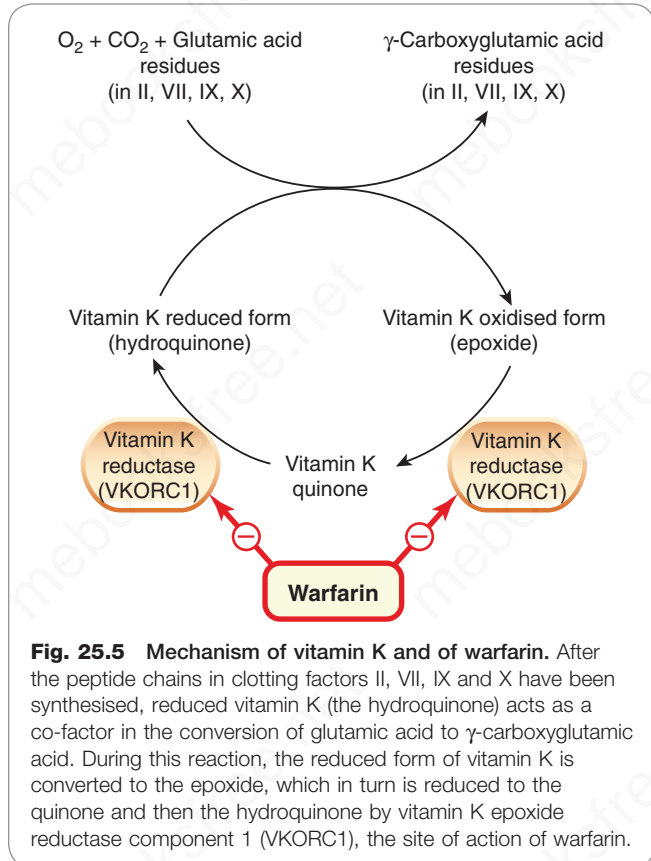 O₂ + CO₂ + Glutamic acid
residues
(in II, VII, IX, X)
γ-Carboxyglutamic acid
residues
(in II, VII, IX, X)
Vitamin K reduced form
(hydroquinone)
Vitamin K oxidised form
(epoxide)
Vitamin K
reductase
(VKORC1)
Vitamin K
quinone
Vitamin K
reductase
(VKORC1)
−
−
Warfarin
Fig. 25.5 Mechanism of vitamin K and of warfarin. After
the peptide chains in clotting factors II, VII, IX and X have been
synthesised, reduced vitamin K (the hydroquinone) acts as a
co-factor in the conversion of glutamic acid to γ-carboxyglutamic
acid. During this reaction, the reduced form of vitamin K is
converted to the epoxide, which in turn is reduced to the
quinone and then the hydroquinone by vitamin K epoxide
reductase component 1 (VKORC1), the site of action of warfarin.